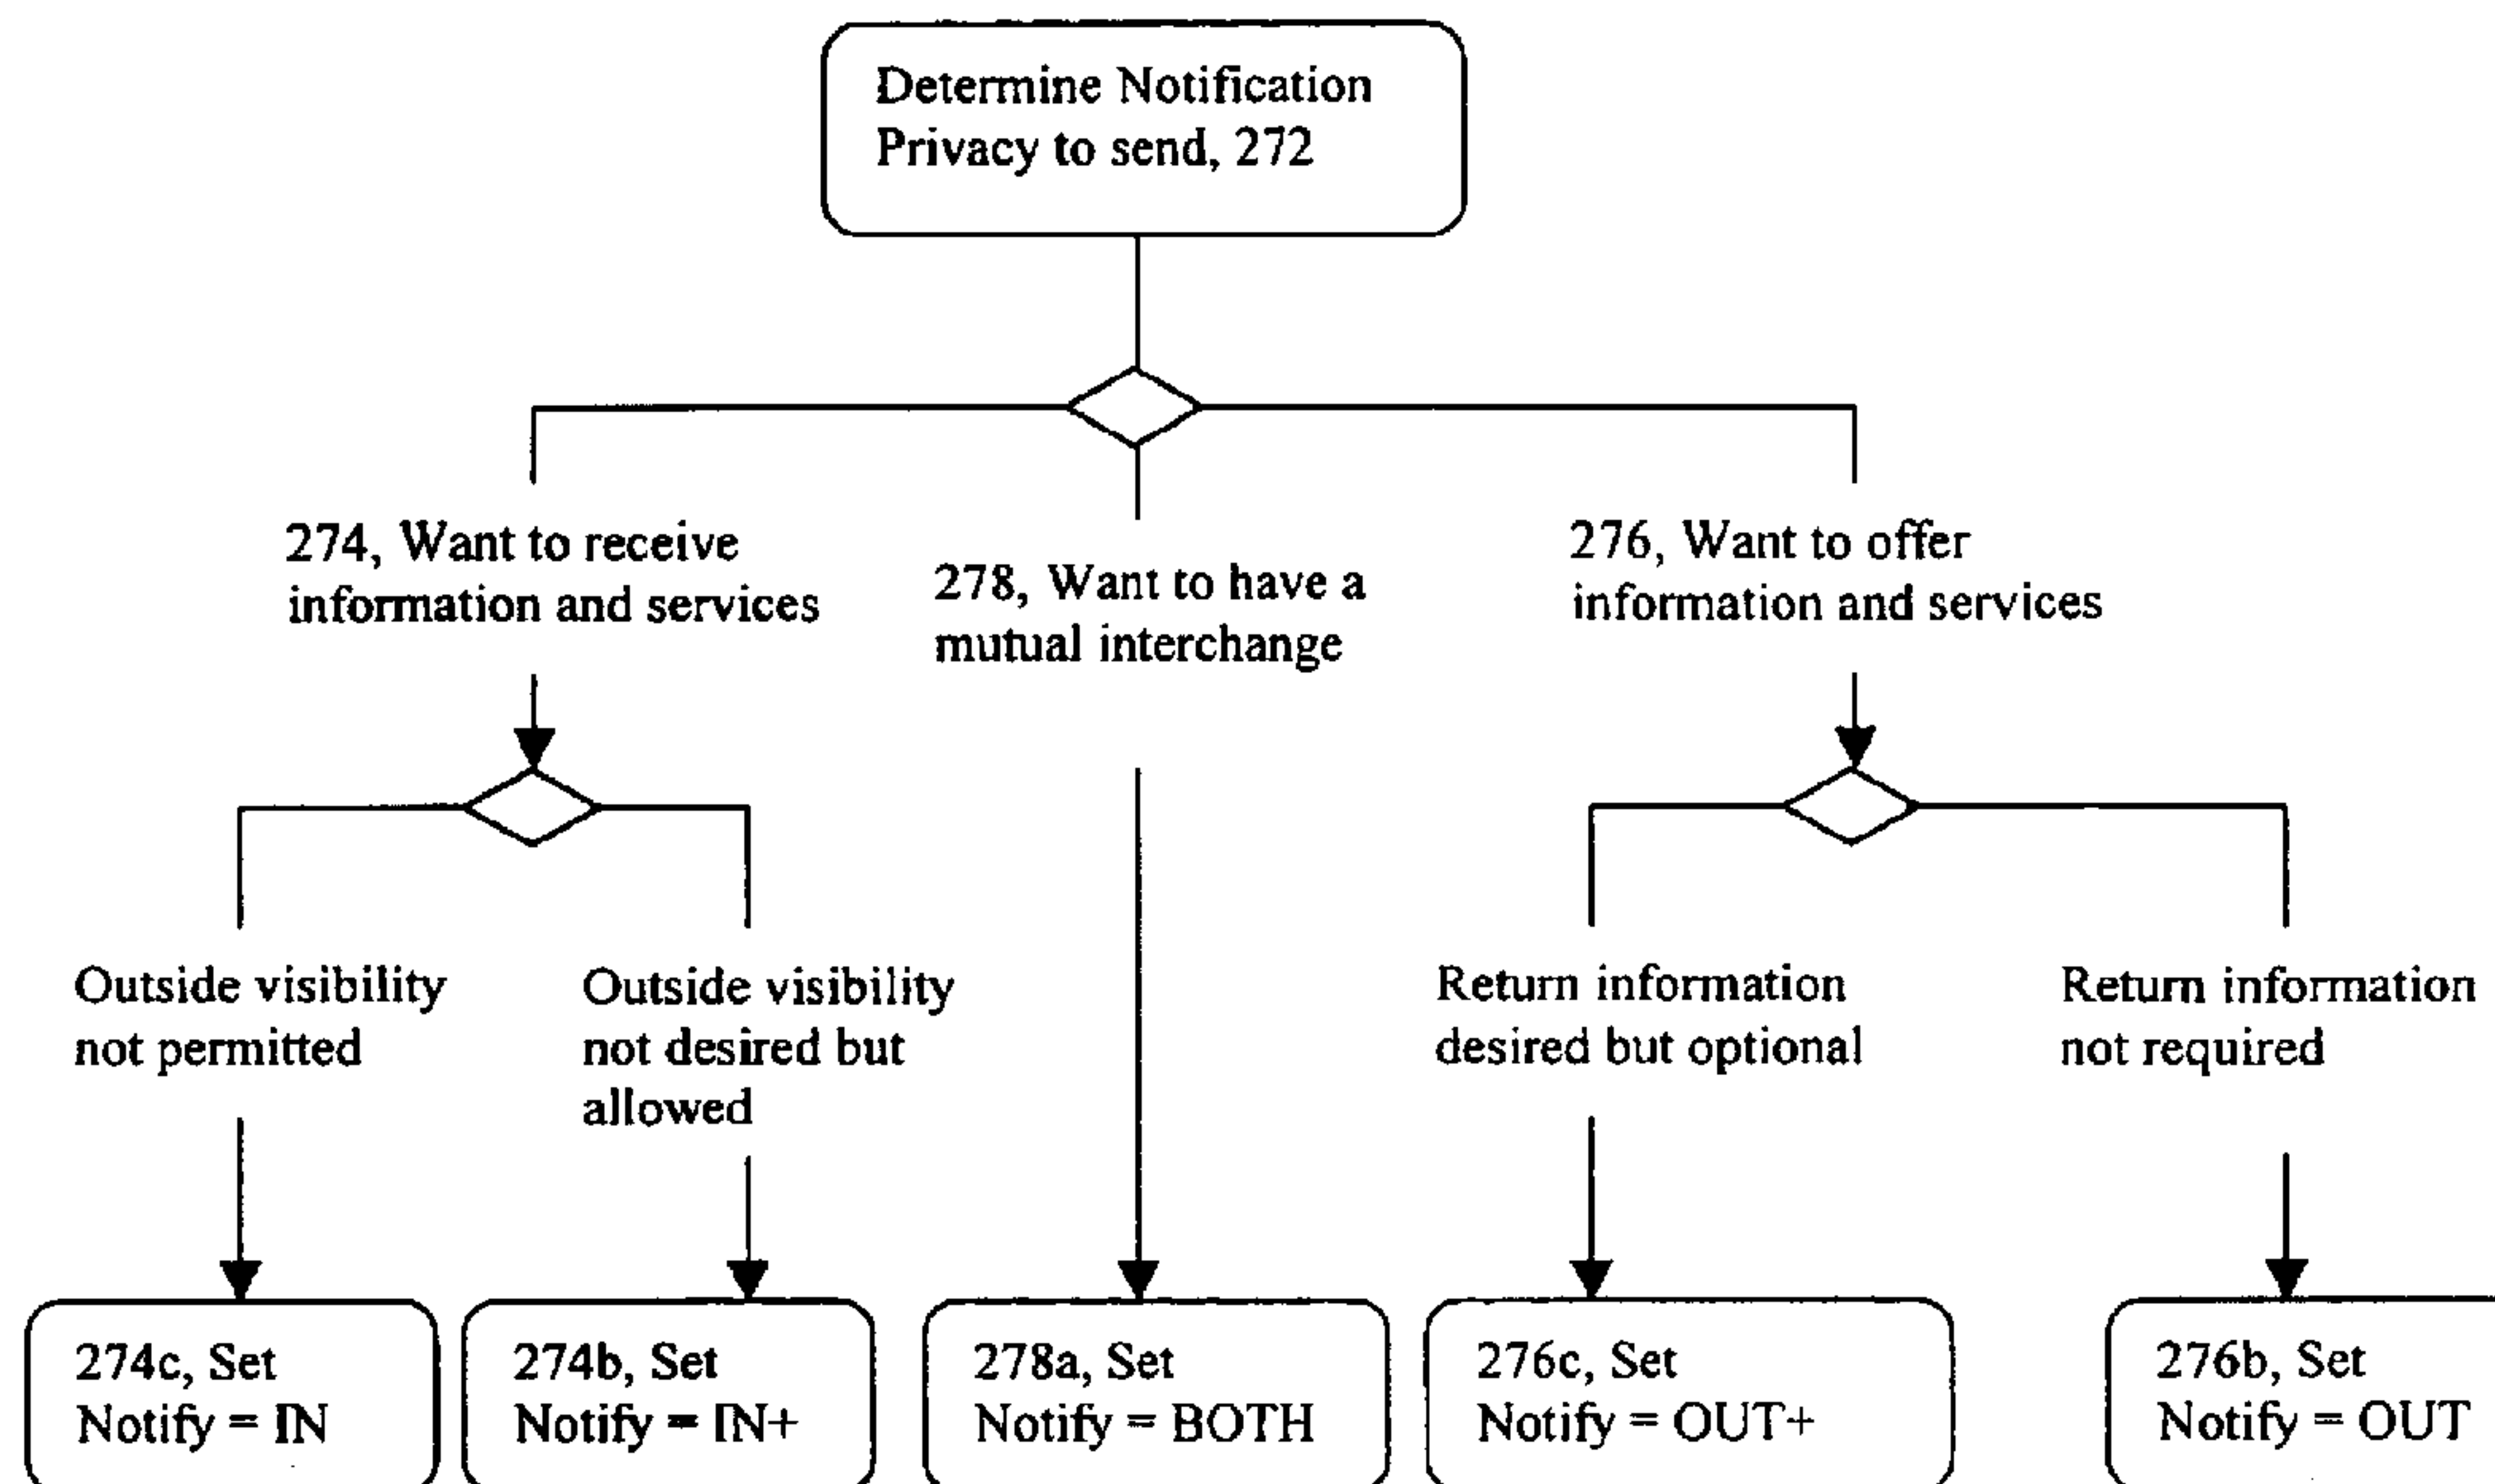 Determine Notification
Privacy to send, 272
274, Want to receive
information and services
278, Want to have a
mutual interchange
276, Want to offer
information and services
Outside visibility
not permitted
Outside visibility
not desired but
allowed
Return information
desired but optional
Return information
not required
274c, Set
Notify = IN
274b, Set
Notify = IN+
278a, Set
Notify = BOTH
276c, Set
Notify = OUT+
276b, Set
Notify = OUT